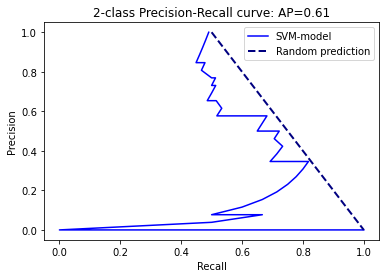 2-class Precision-Recall curve: AP=0.61
SVM-model
Random prediction
Precision
1.0
0.8
0.6
0.4
0.2
0.0
0.0 0.2 0.4 0.6 0.8 1.0
Recall